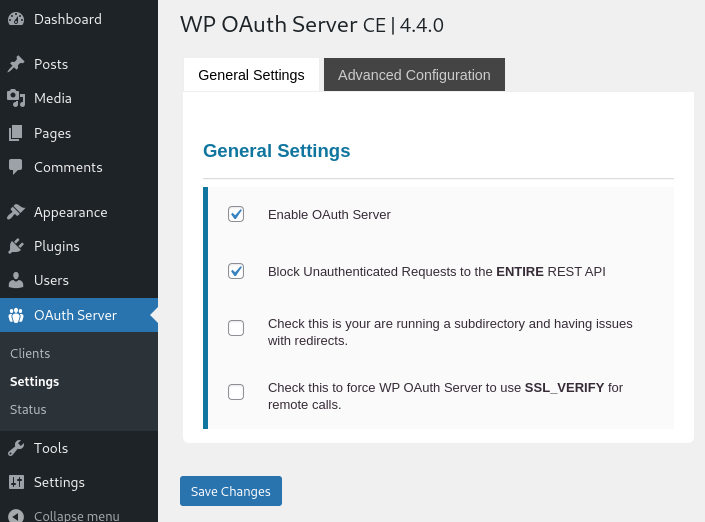 Dashboard
Posts
Media
Pages
Comments
Appearance
Plugins
Users
OAuth Server
Clients
Settings
Status
Tools
Settings
Collapse menu
WP OAuth Server CE | 4.4.0
General Settings
Advanced Configuration
General Settings
Enable OAuth Server
Block Unauthenticated Requests to the ENTIRE REST API
Check this is your are running a subdirectory and having issues
with redirects.
Check this to force WP OAuth Server to use SSL_VERIFY for
remote calls.
Save Changes